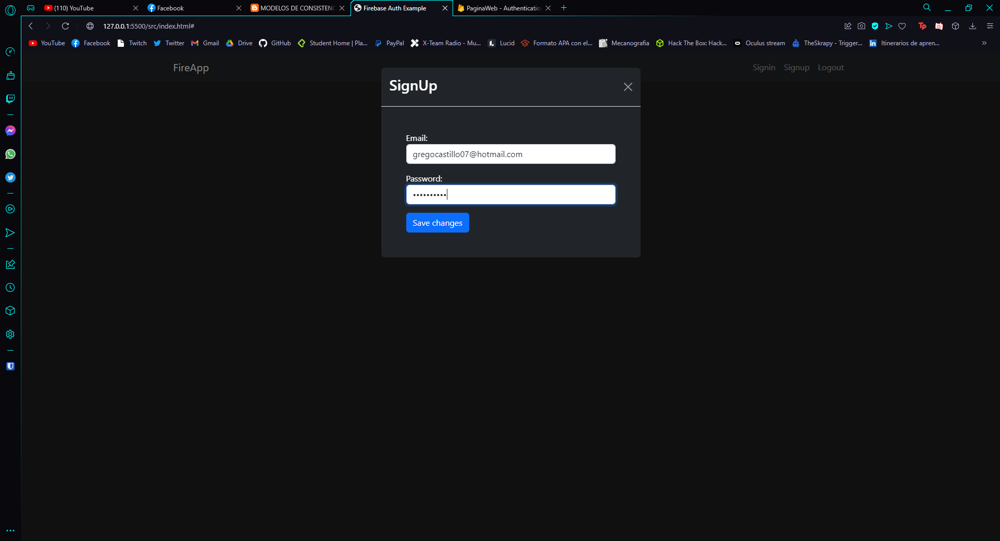 (110) YouTube
Facebook
MODELOS DE CONSISTENC
Firebase Auth Example
PaginaWeb - Authenticatio
127.0.0.1:5500/src/index.html#
Tp
YouTube
Facebook
Twitch
Twitter
Gmail
Drive
GitHub
Student Home | Pla...
PayPal
X-Team Radio - Mu...
Lucid
Formato APA con el...
Mecanografia
Hack The Box: Hack...
Oculus stream
TheSkrapy - Trigger...
Itinerarios de apren...
FireApp
Signin
Signup
Logout
SignUp
Email:
gregocastillo07@hotmail.com
Password:
••••••••••
Save changes